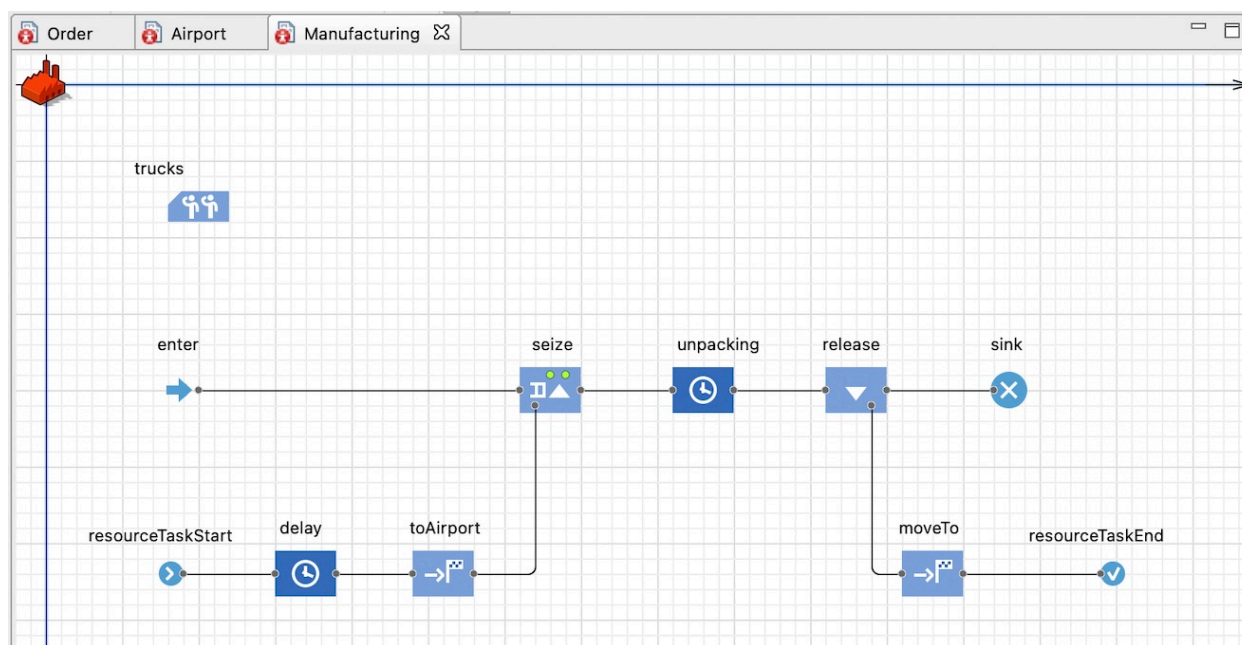 Order Airport Manufacturing
trucks
enter seize unpacking release sink
resourceTaskStart delay toAirport moveTo resourceTaskEnd